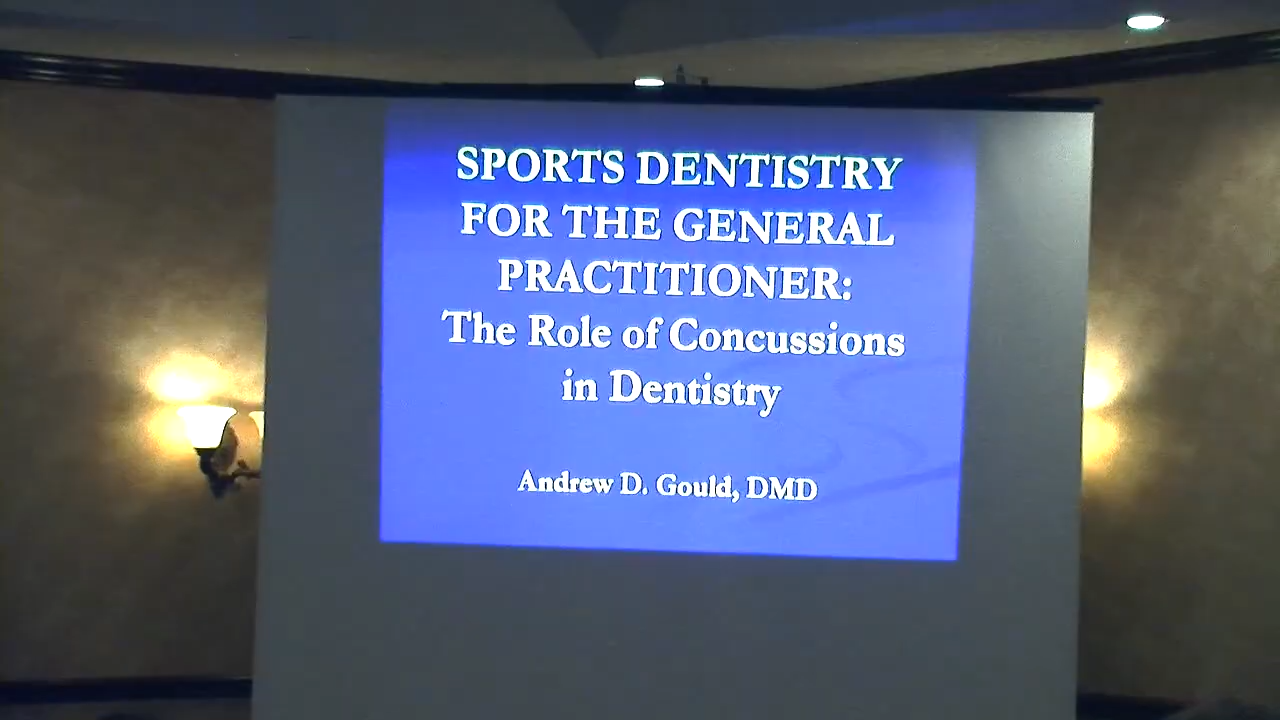 SPORTS DENTISTRY
FOR THE GENERAL
PRACTITIONER:
The Role of Concussions
in Dentistry
Andrew D. Gould, DMD